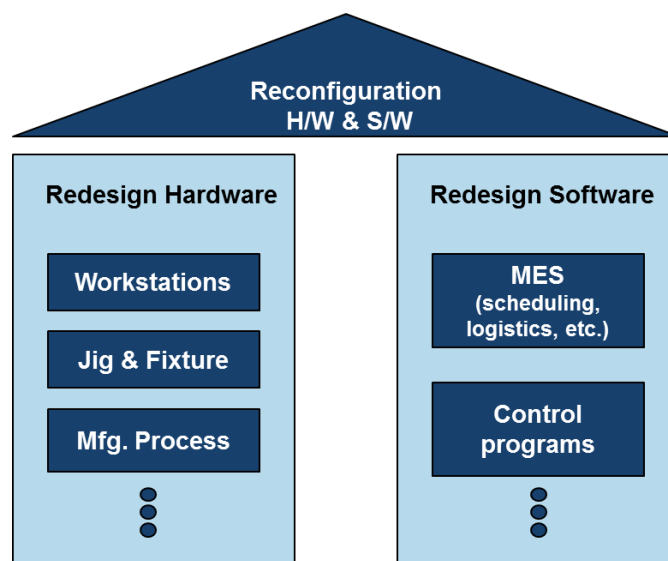 Reconfiguration
H/W & S/W
Redesign Hardware
Workstations
Jig & Fixture
Mfg. Process
Redesign Software
MES
(scheduling,
logistics, etc.)
Control
programs